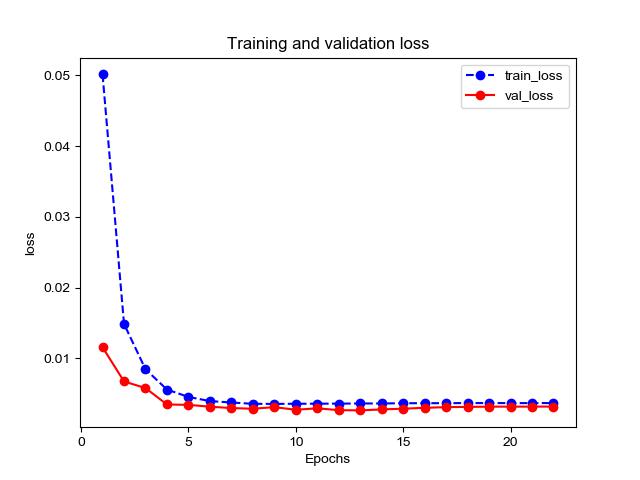 Training and validation loss
train_loss
val_loss
0.05
0.04
0.03
0.02
0.01
loss
0 5 10 15 20
Epochs